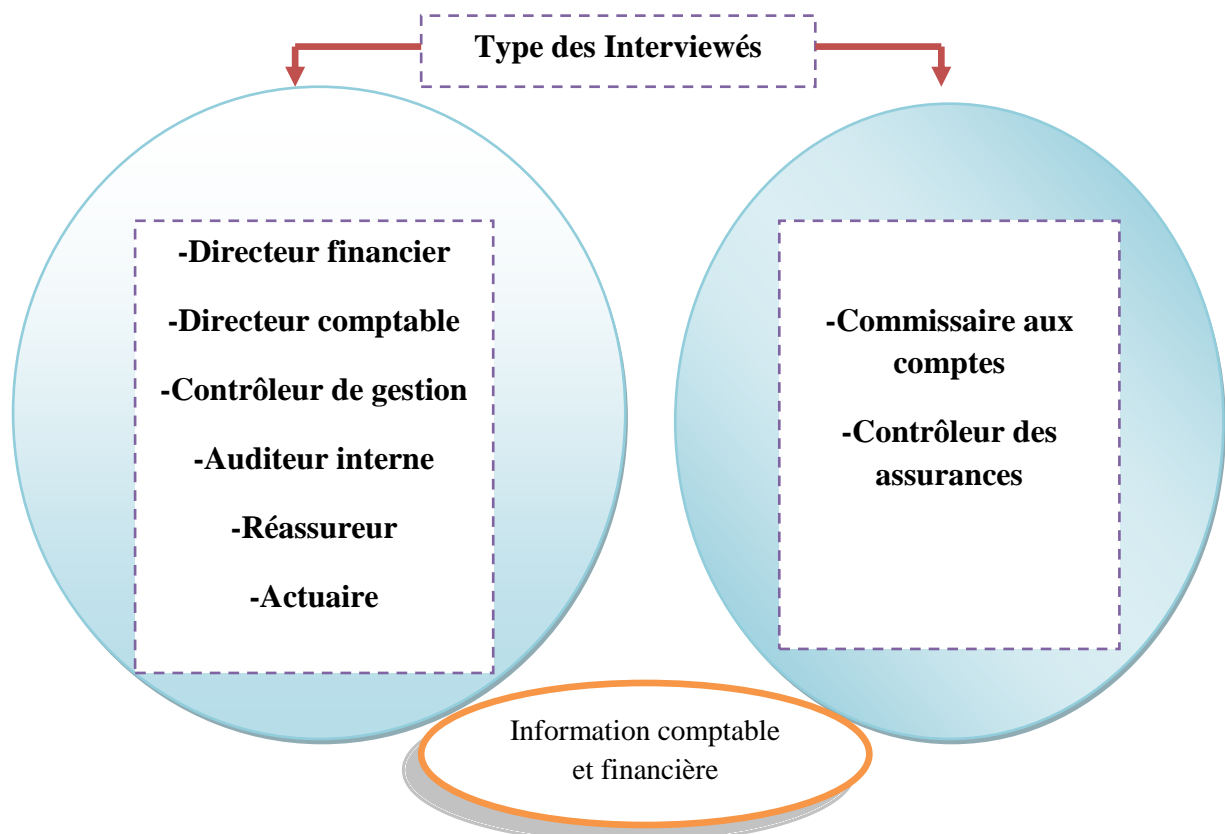 Type des Interviewés
-Directeur financier
-Directeur comptable
-Contrôleur de gestion
-Auditeur interne
-Réassureur
-Actuaire
-Commissaire aux
comptes
-Contrôleur des
assurances
Information comptable
et financière